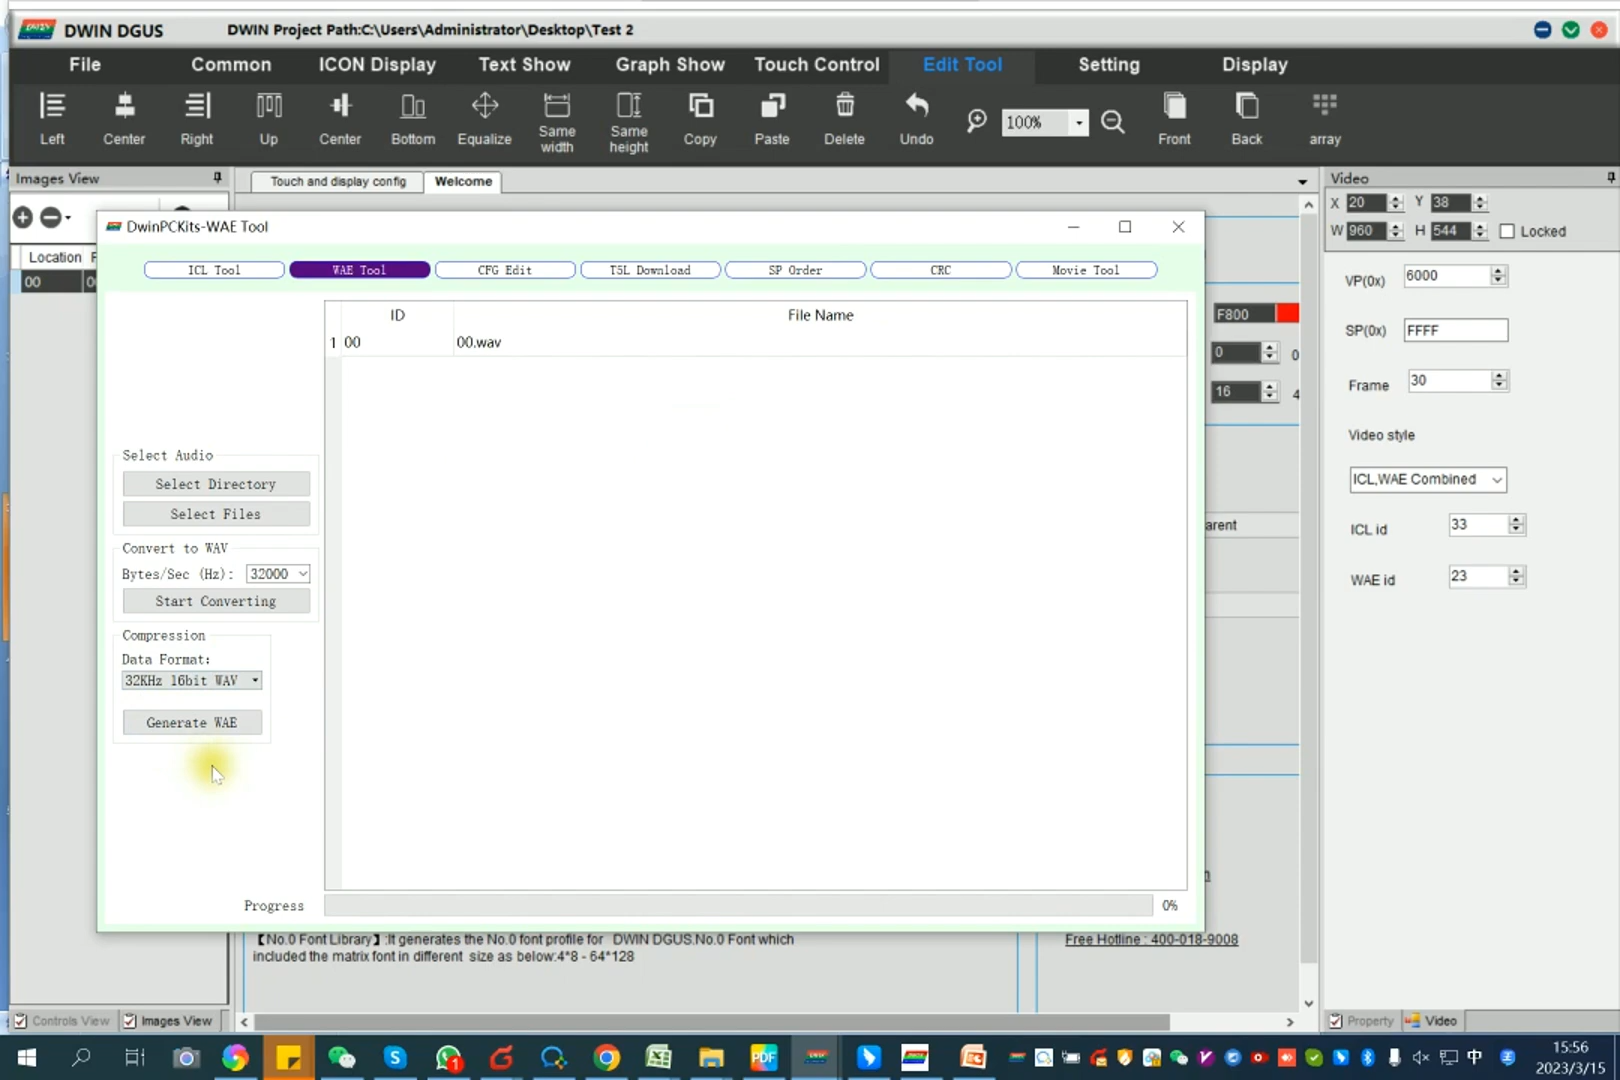 DWIN DGUS DWIN Project Path:C:\Users\Administrator\Desktop\Test 2
File Common ICON Display Text Show Graph Show Touch Control Edit Tool Setting Display
Left Center Right Up Center Bottom Equalize Same width Same height Copy Paste Delete Undo 100% Front Back array
Images View
Touch and display config Welcome
Video
X 20 Y 38
W 960 H 544 Locked
Location
00
DwinPCKits-WAE Tool
ICL Tool WAE Tool CFG Edit T5L Download SP Order CRC Movie Tool
ID File Name
1 00 00.wav
Select Audio
Select Directory
Select Files
Convert to WAV
Bytes/Sec (Hz): 32000
Start Converting
Compression
Data Format:
32KHz 16bit WAV
Generate WAE
Progress 0%
F800
0 0
16 4
arent
VP(0x) 6000
SP(0x) FFFF
Frame 30
Video style
ICL,WAE Combined
ICL id 33
WAE id 23
【No.0 Font Library】:It generates the No.0 font profile for DWIN DGUS.No.0 Font which
included the matrix font in different size as below:4*8 - 64*128
Free Hotline : 400-018-9008
Controls View Images View
Property Video
PDF
中
15:56
2023/3/15